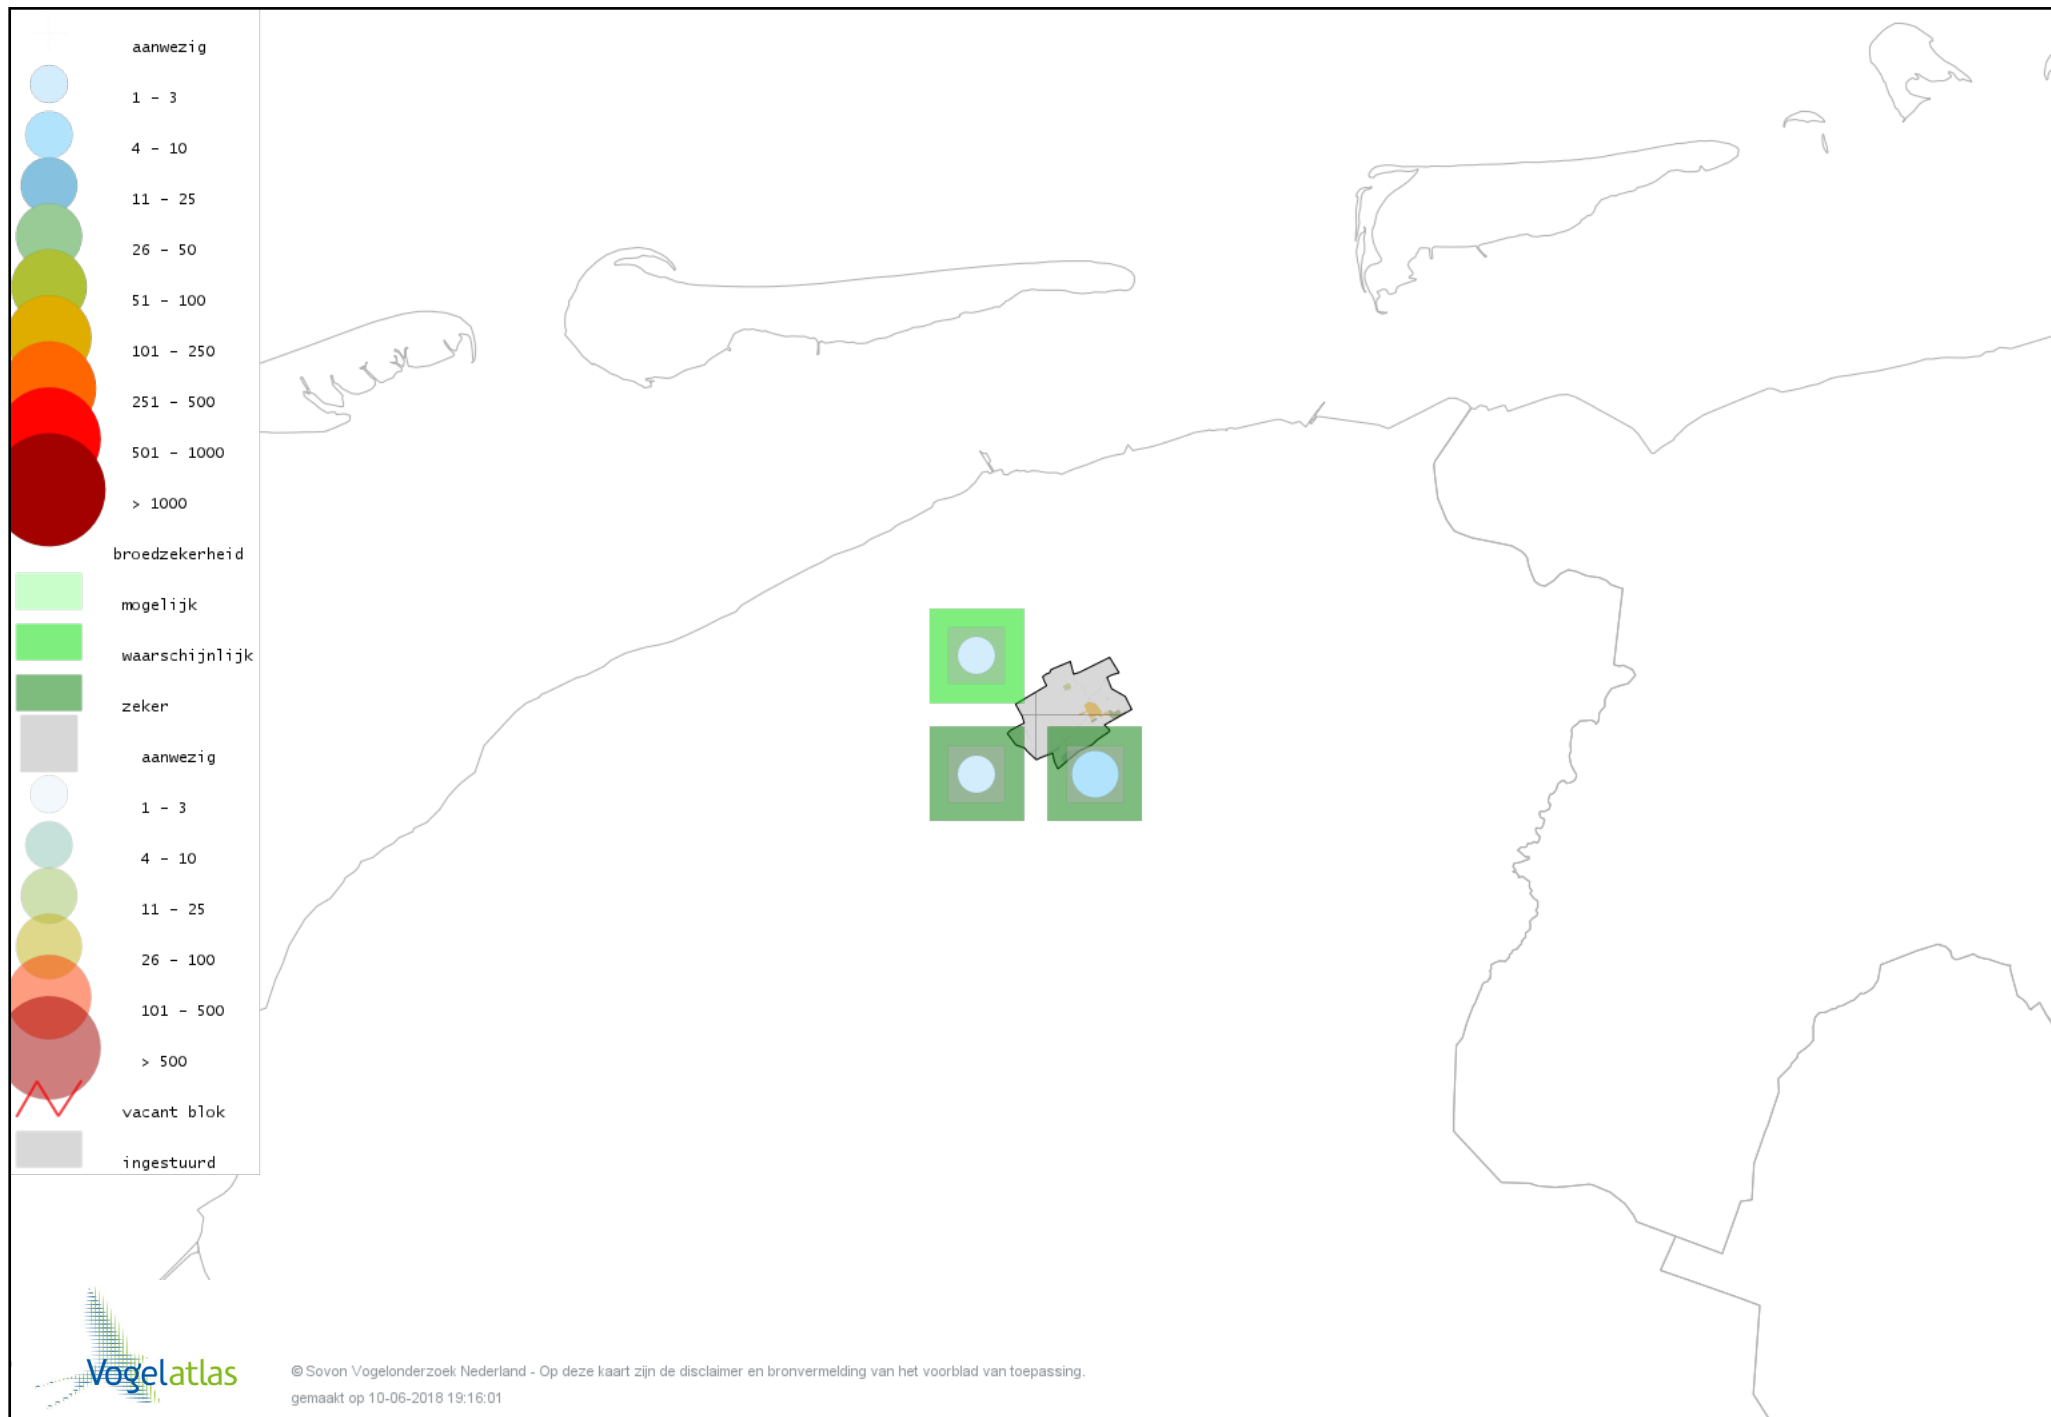 aanwezig
1 - 3
4 - 10
11 - 25
26 - 50
51 - 100
101 - 250
251 - 500
501 - 1000
> 1000
broedzekerheid
mogelijk
waarschijnlijk
zeker
aanwezig
1 - 3
4 - 10
11 - 25
26 - 100
101 - 500
> 500
vacant blok
ingestuurd
Vogelatlas
© Sovon Vogelonderzoek Nederland - Op deze kaart zijn de disclaimer en bronvermelding van het voorblad van toepassing.
gemaakt op 10-06-2018 19:16:01